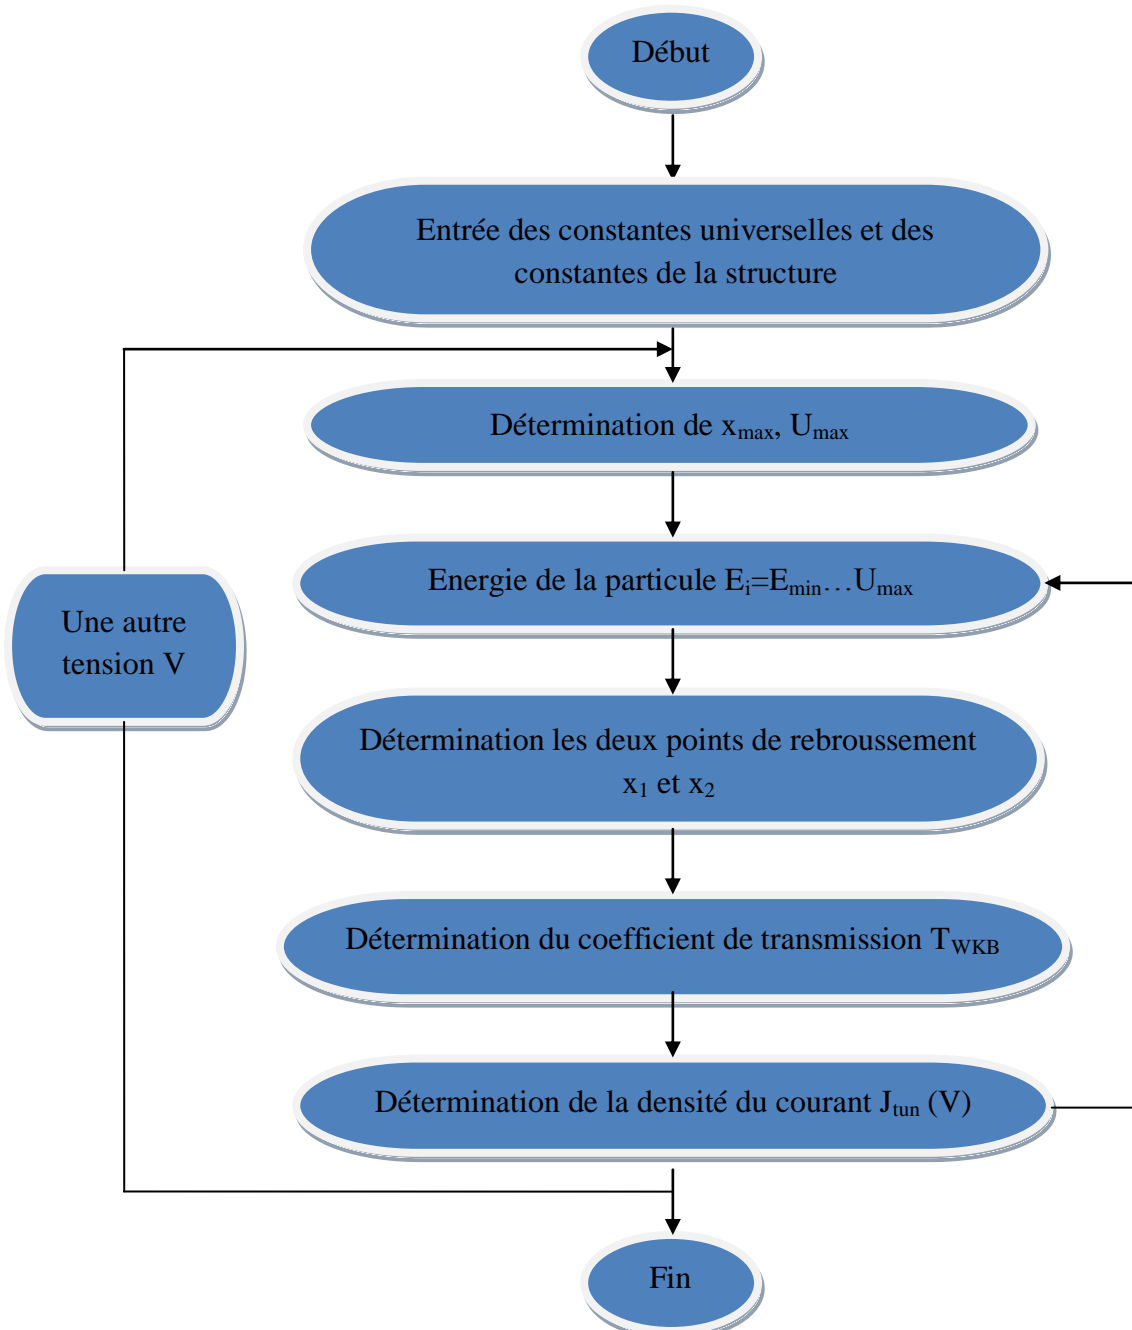 Début
Entrée des constantes universelles et des
constantes de la structure
Détermination de xmax, Umax
Energie de la particule Ei=Emin…Umax
Une autre
tension V
Détermination les deux points de rebroussement
x1 et x2
Détermination du coefficient de transmission TWKB
Détermination de la densité du courant Jtun (V)
Fin